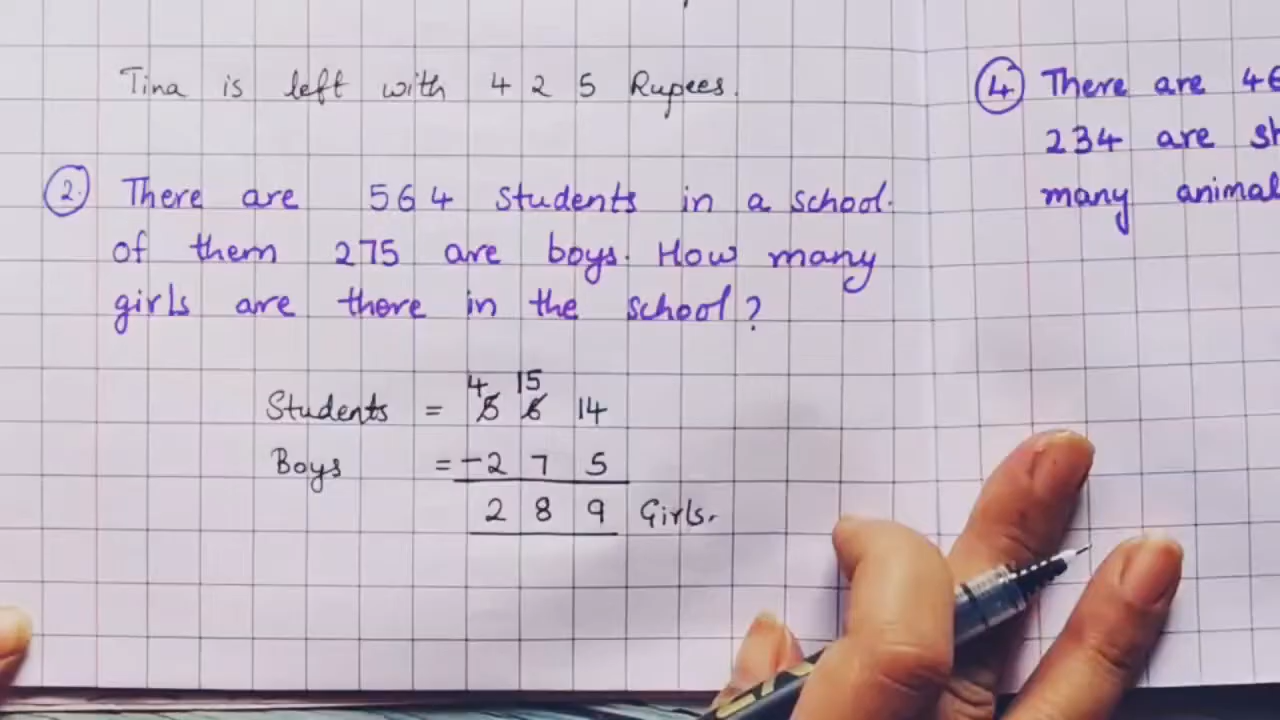 Tina is left with 4 2 5 Rupees.
2. There are 564 students in a school.
of them 275 are boys. How many
girls are there in the school?
4 15
Students = 5 6 14
Boys = -2 7 5
2 8 9 Girls.
4. There are
234 are
many